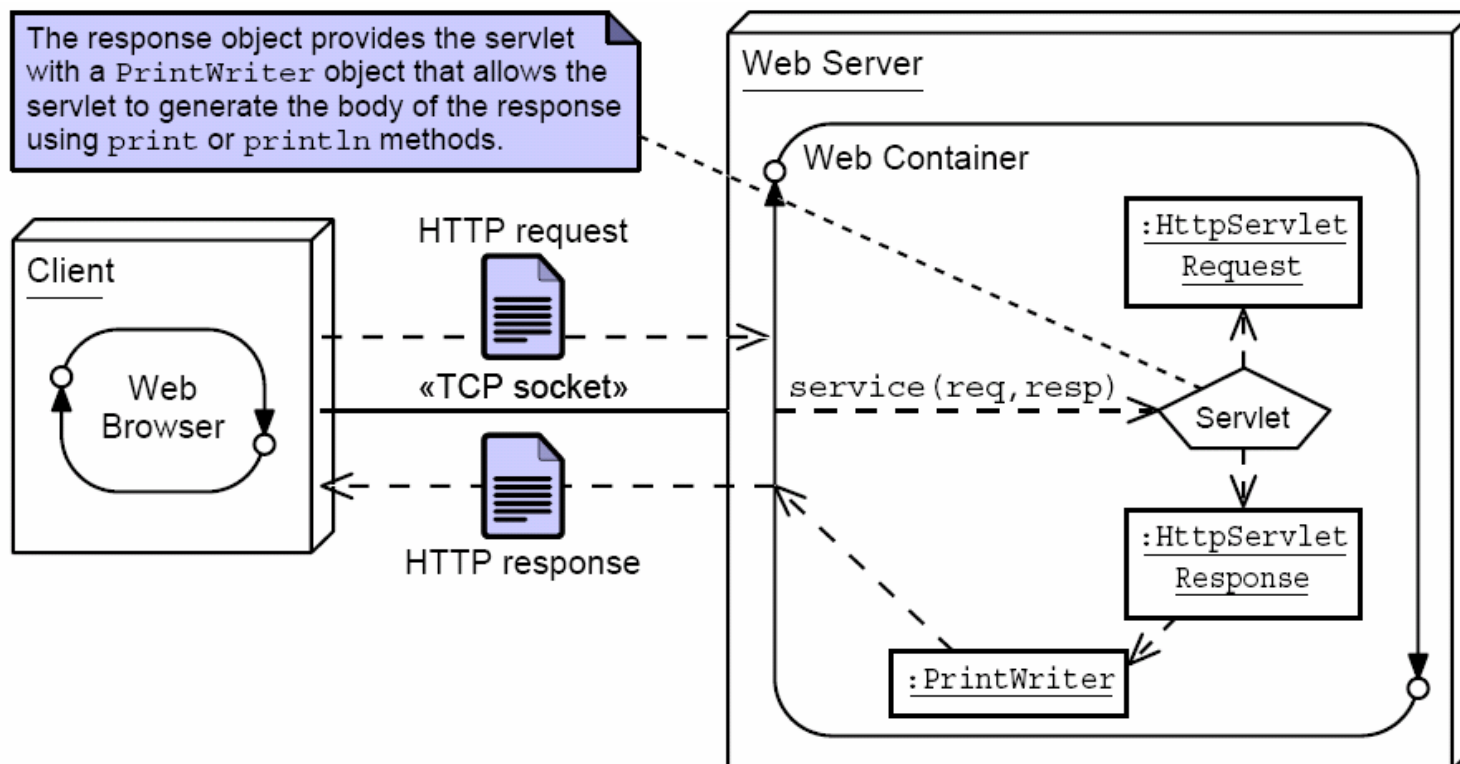 The response object provides the servlet
with a PrintWriter object that allows the
servlet to generate the body of the response
using print or println methods.
Web Server
Web Container
HTTP request
:HttpServlet
Request
Client
Web
Browser
«TCP socket»
service(req,resp)
Servlet
HTTP response
:HttpServlet
Response
:PrintWriter